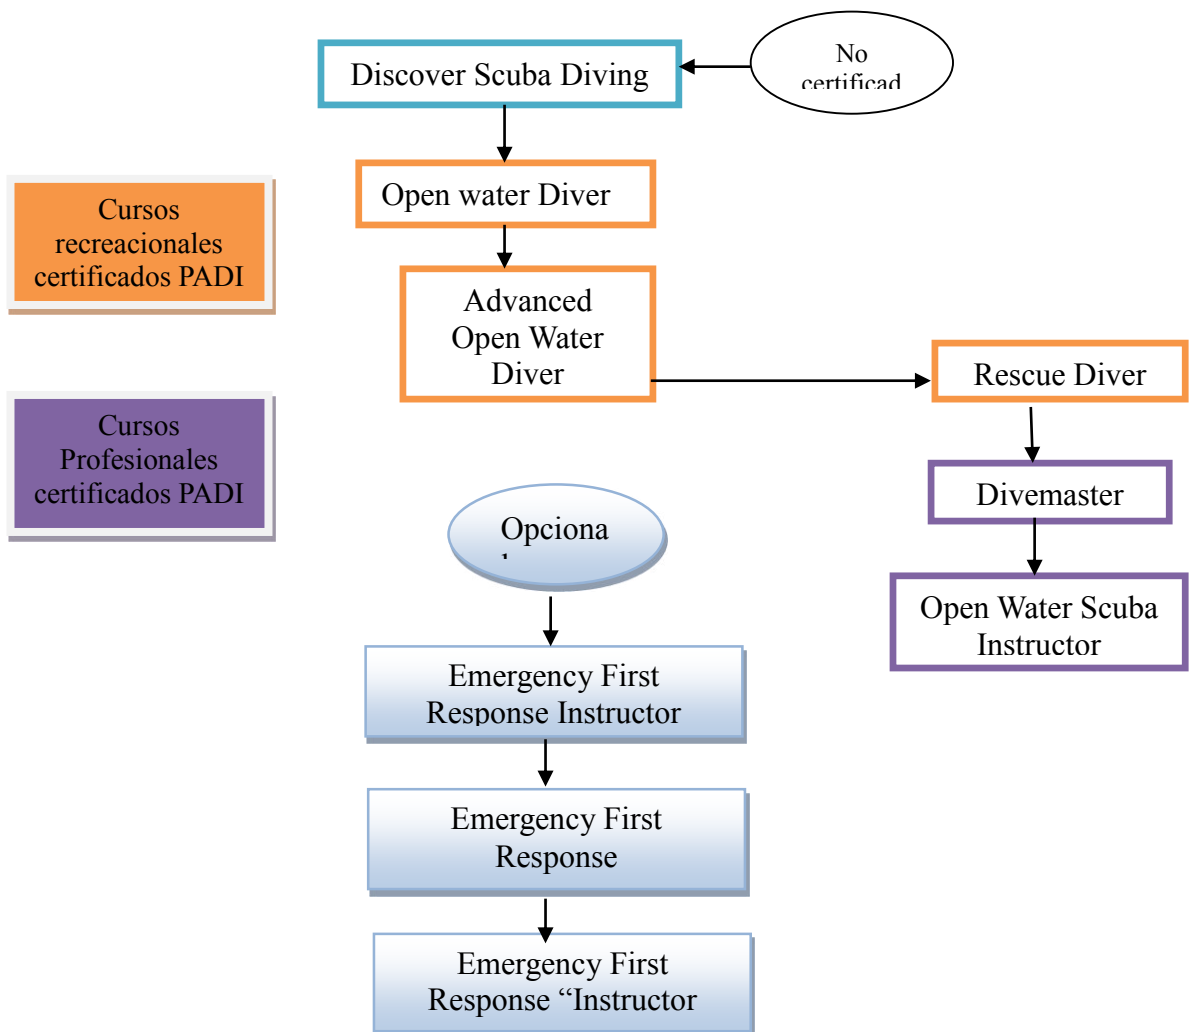 Discover Scuba Diving
No
certificad
Open water Diver
Cursos
recreacionales
certificados PADI
Advanced
Open Water
Diver
Rescue Diver
Cursos
Profesionales
certificados PADI
Divemaster
Opciona
Open Water Scuba
Instructor
Emergency First
Response Instructor
Emergency First
Response
Emergency First
Response “Instructor